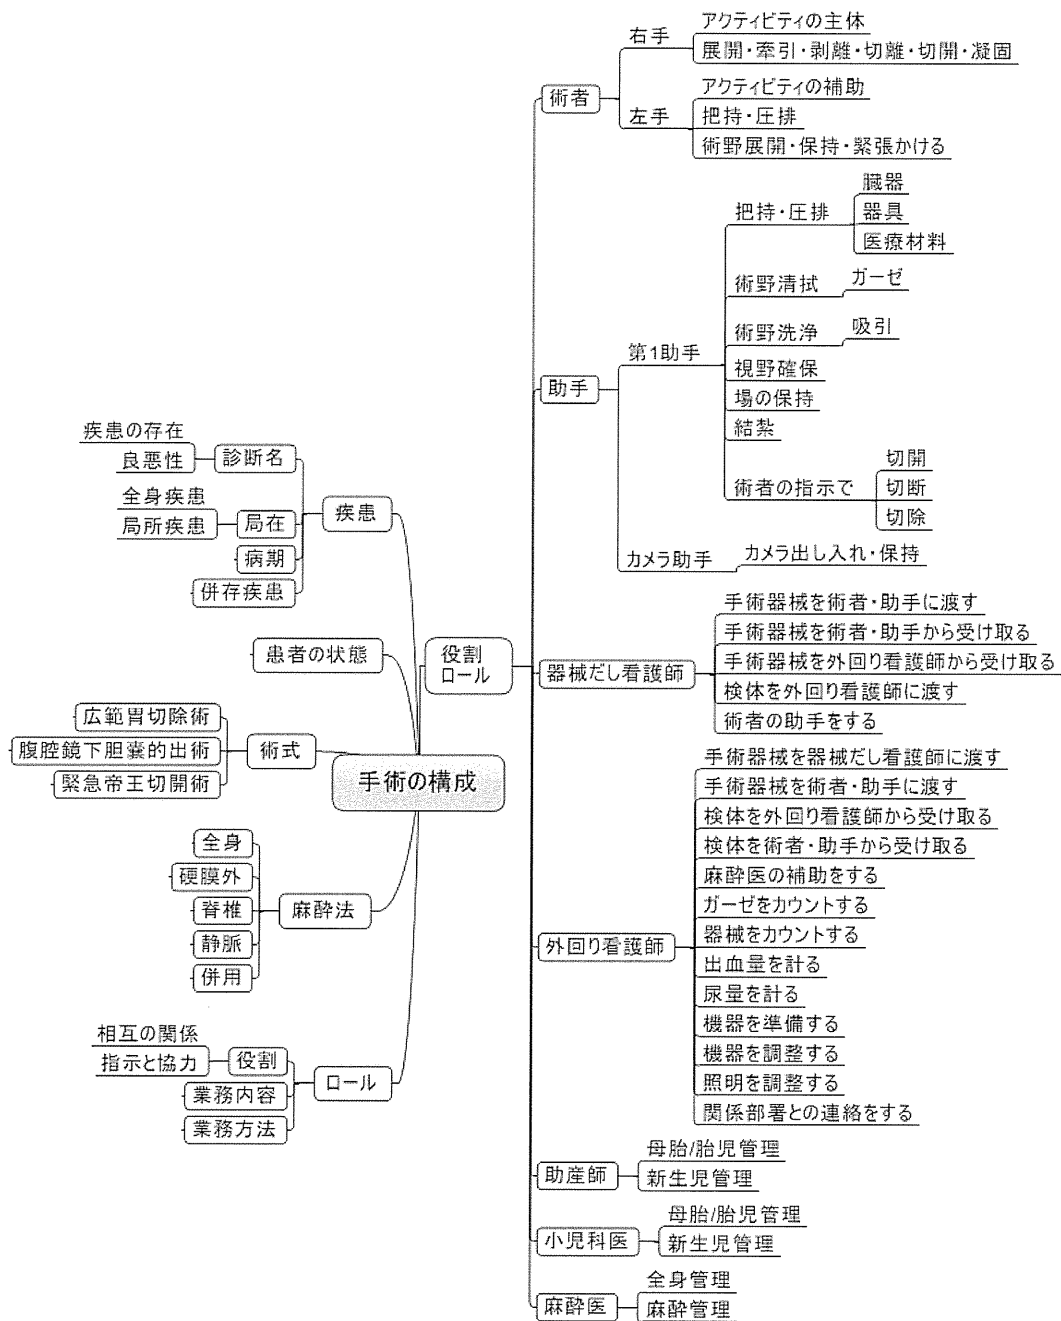 手術の構成
疾患
診断名
疾患の存在
良悪性
局在
全身疾患
局所疾患
病期
併存疾患
患者の状態
術式
広範胃切除術
腹腔鏡下胆嚢的出術
緊急帝王切開術
麻酔法
全身
硬膜外
脊椎
静脈
併用
ロール
役割
相互の関係
指示と協力
業務内容
業務方法
役割
ロール
術者
右手
アクティビティの主体
展開・牽引・剥離・切離・切開・凝固
左手
アクティビティの補助
把持・圧排
術野展開・保持・緊張かける
助手
第1助手
把持・圧排
臓器
器具
医療材料
術野清拭
ガーゼ
術野洗浄
吸引
視野確保
場の保持
結紮
術者の指示で
切開
切断
切除
カメラ助手
カメラ出し入れ・保持
器械だし看護師
手術器械を術者・助手に渡す
手術器械を術者・助手から受け取る
手術器械を外回り看護師から受け取る
検体を外回り看護師に渡す
術者の助手をする
外回り看護師
手術器械を器械だし看護師に渡す
手術器械を術者・助手に渡す
検体を外回り看護師から受け取る
検体を術者・助手から受け取る
麻酔医の補助をする
ガーゼをカウントする
器械をカウントする
出血量を計る
尿量を計る
機器を準備する
機器を調整する
照明を調整する
関係部署との連絡をする
助産師
母胎/胎児管理
新生児管理
小児科医
母胎/胎児管理
新生児管理
麻酔医
全身管理
麻酔管理